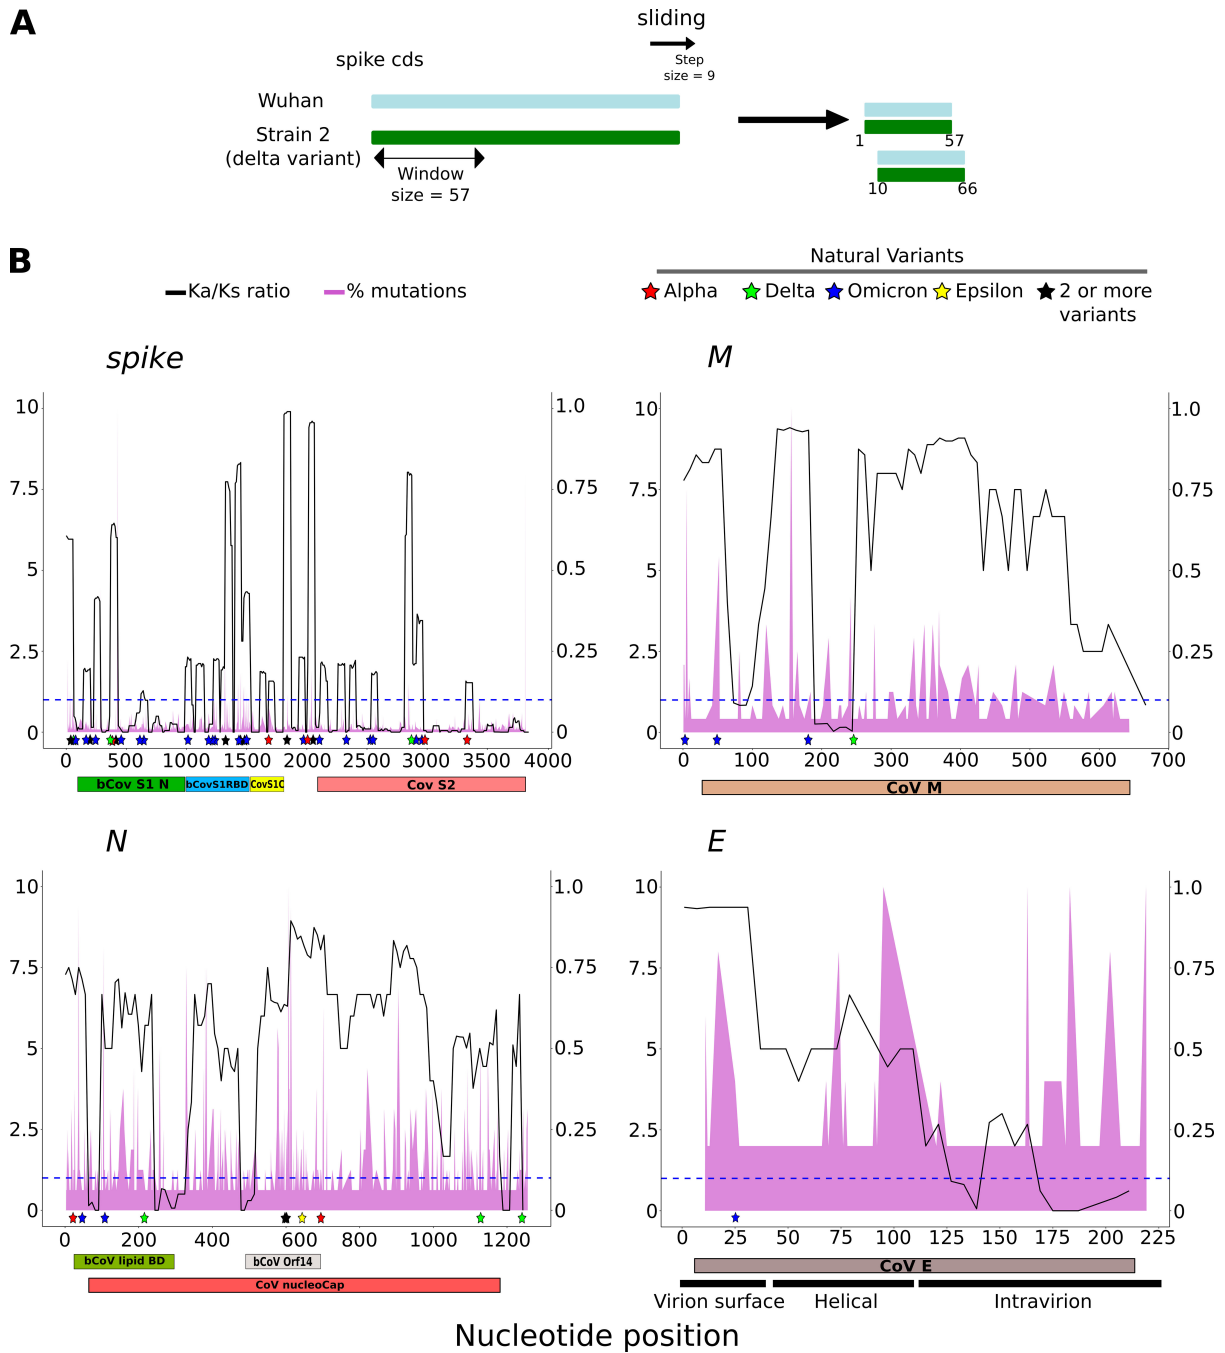 A
sliding
Step
size = 9
spike cds
Wuhan
Strain 2
(delta variant)
Window
size = 57
1
57
10
66
B
Natural Variants
Ka/Ks ratio
% mutations
Alpha
Delta
Omicron
Epsilon
2 or more
variants
spike
10
7.5
5
2.5
0
1.0
0.75
0.5
0.25
0
0 500 1000 1500 2000 2500 3000 3500 4000
bCov S1 N
bCovS1RBD
CovS1C
Cov S2
M
10
7.5
5
2.5
0
1.0
0.75
0.5
0.25
0
0 100 200 300 400 500 600 700
CoV M
N
10
7.5
5
2.5
0
1.0
0.75
0.5
0.25
0
0 200 400 600 800 1000 1200
bCoV lipid BD
bCoV Orf14
CoV nucleoCap
E
10
7.5
5
2.5
0
1.0
0.75
0.5
0.25
0
0 25 50 75 100 125 150 175 200 225
CoV E
Virion surface
Helical
Intravirion
Nucleotide position